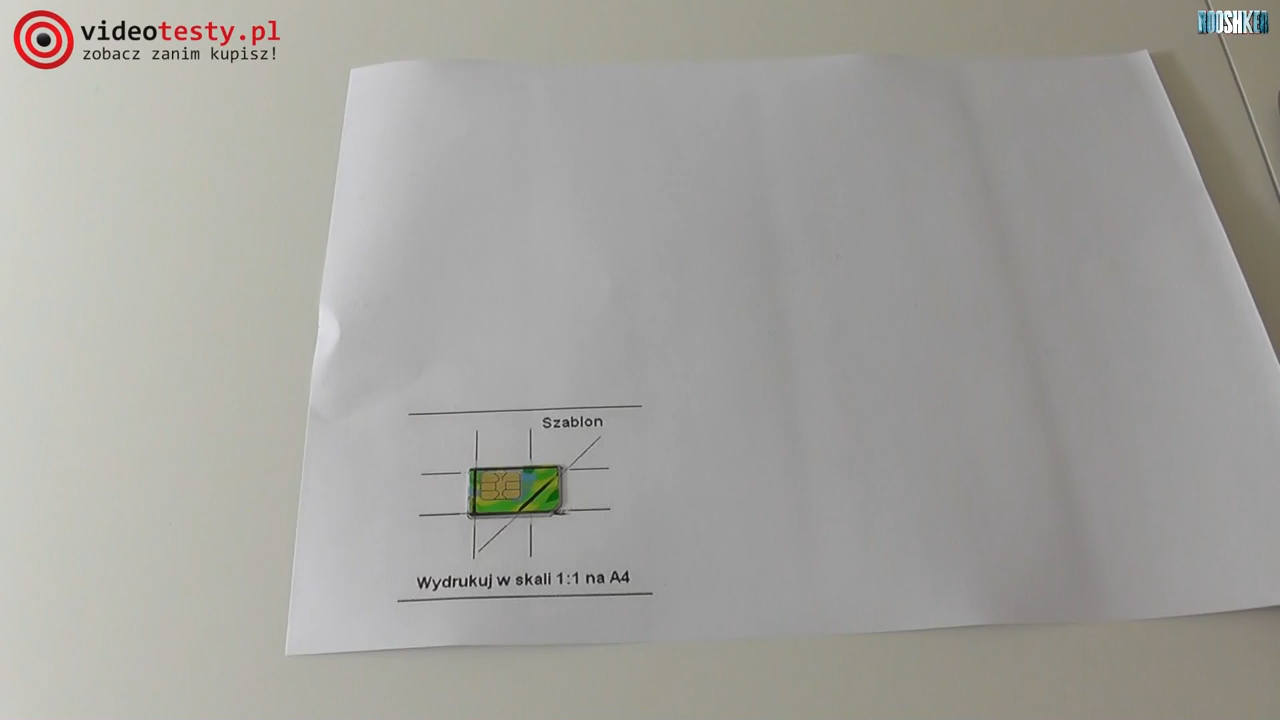 videotesty.pl
zobacz zanim kupisz!
ROOSHKER
Szablon
Wydrukuj w skali 1:1 na A4